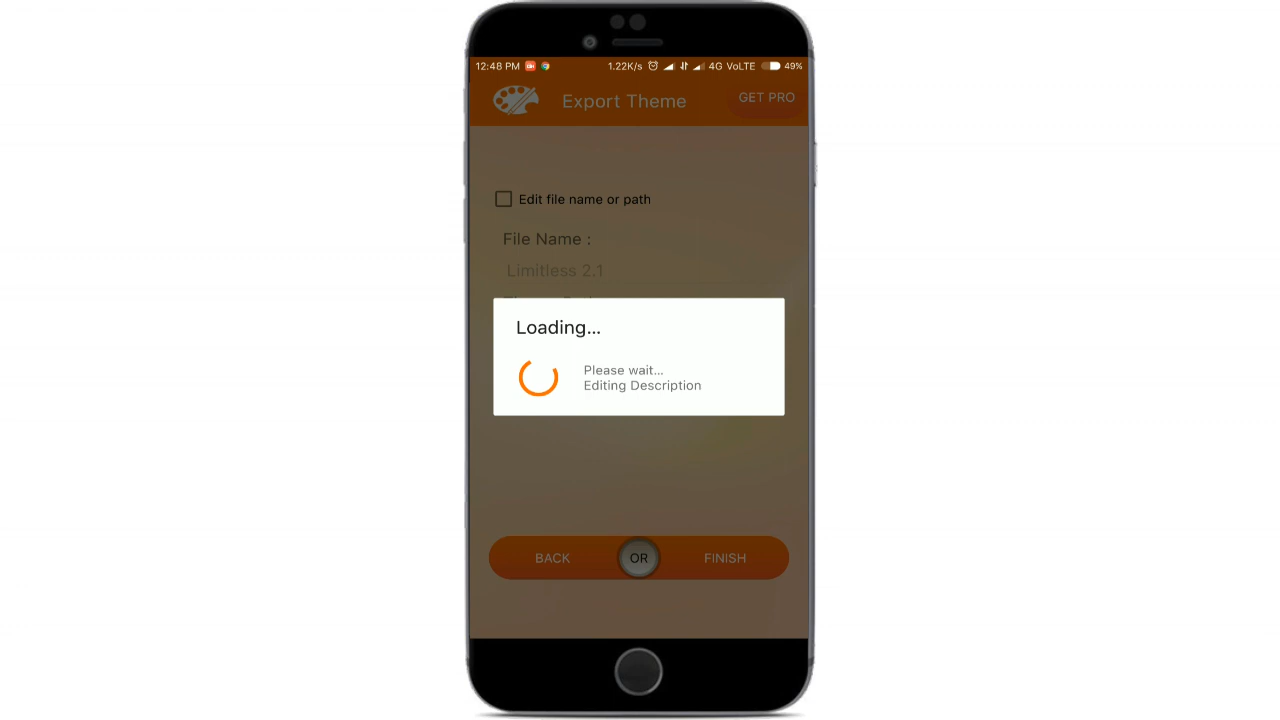 12:48 PM 1.22K/s 4G VoLTE 49%
Export Theme
GET PRO
Edit file name or path
File Name :
Limitless 2.1
Loading...
Please wait...
Editing Description
BACK OR FINISH